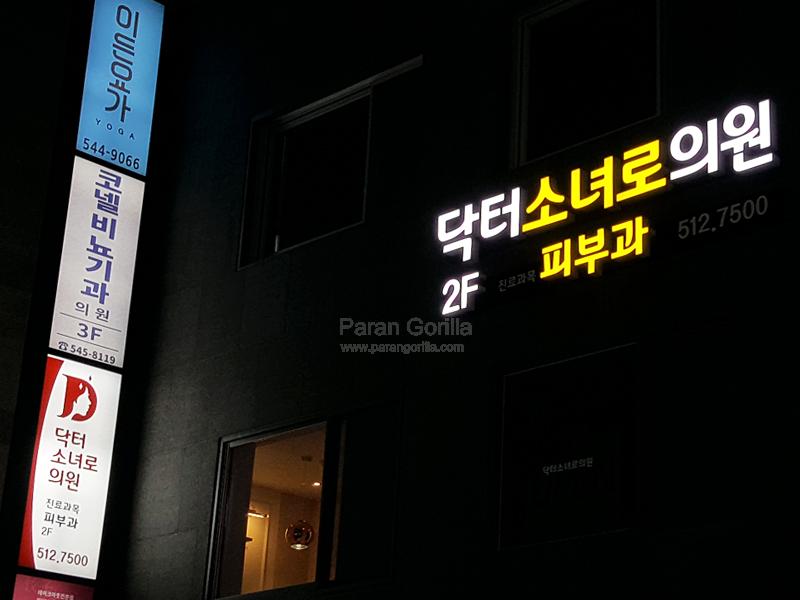 이든요가
YOGA
544-9066
코넬비뇨기과
의원
3F
☎545-8119
닥터
소녀로
의원
진료과목
피부과
2F
512.7500
닥터소녀로의원
2F 진료과목 피부과 512.7500
Paran Gorilla
www.parangorilla.com
닥터소녀로의원